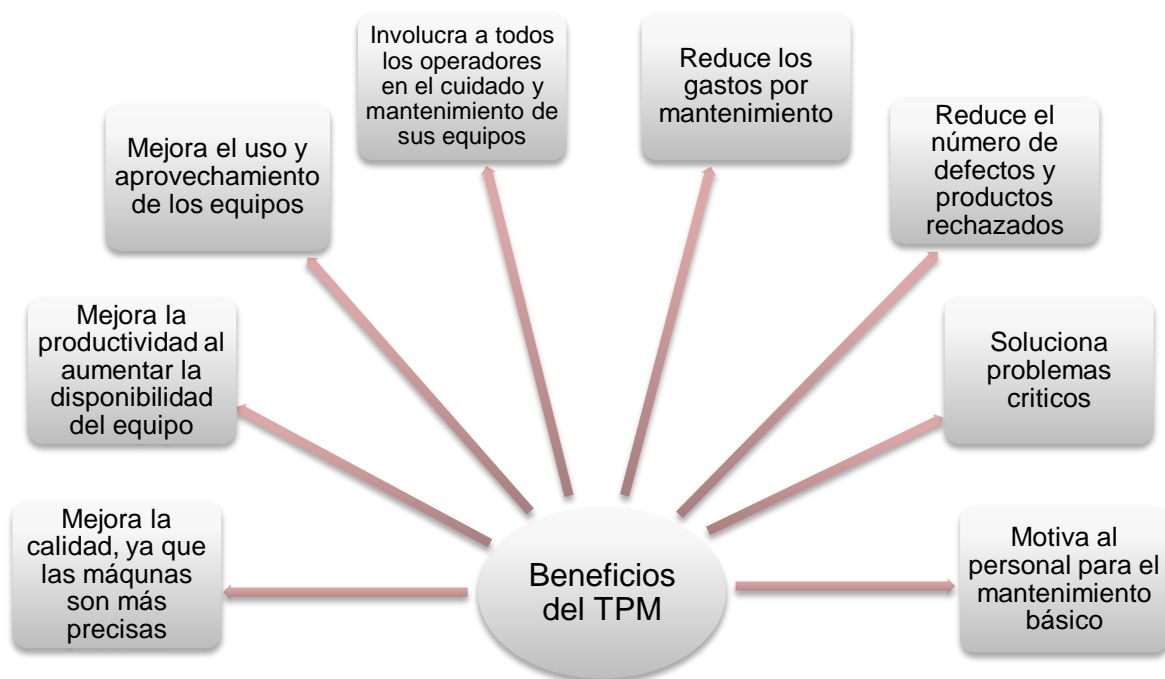 Involucra a todos
los operadores
en el cuidado y
mantenimiento de
sus equipos
Reduce los
gastos por
mantenimiento
Mejora el uso y
aprovechamiento
de los equipos
Reduce el
número de
defectos y
productos
rechazados
Mejora la
productividad al
aumentar la
disponibilidad
del equipo
Soluciona
problemas
criticos
Mejora la
calidad, ya que
las máqunas
son más
precisas
Beneficios
del TPM
Motiva al
personal para el
mantenimiento
básico